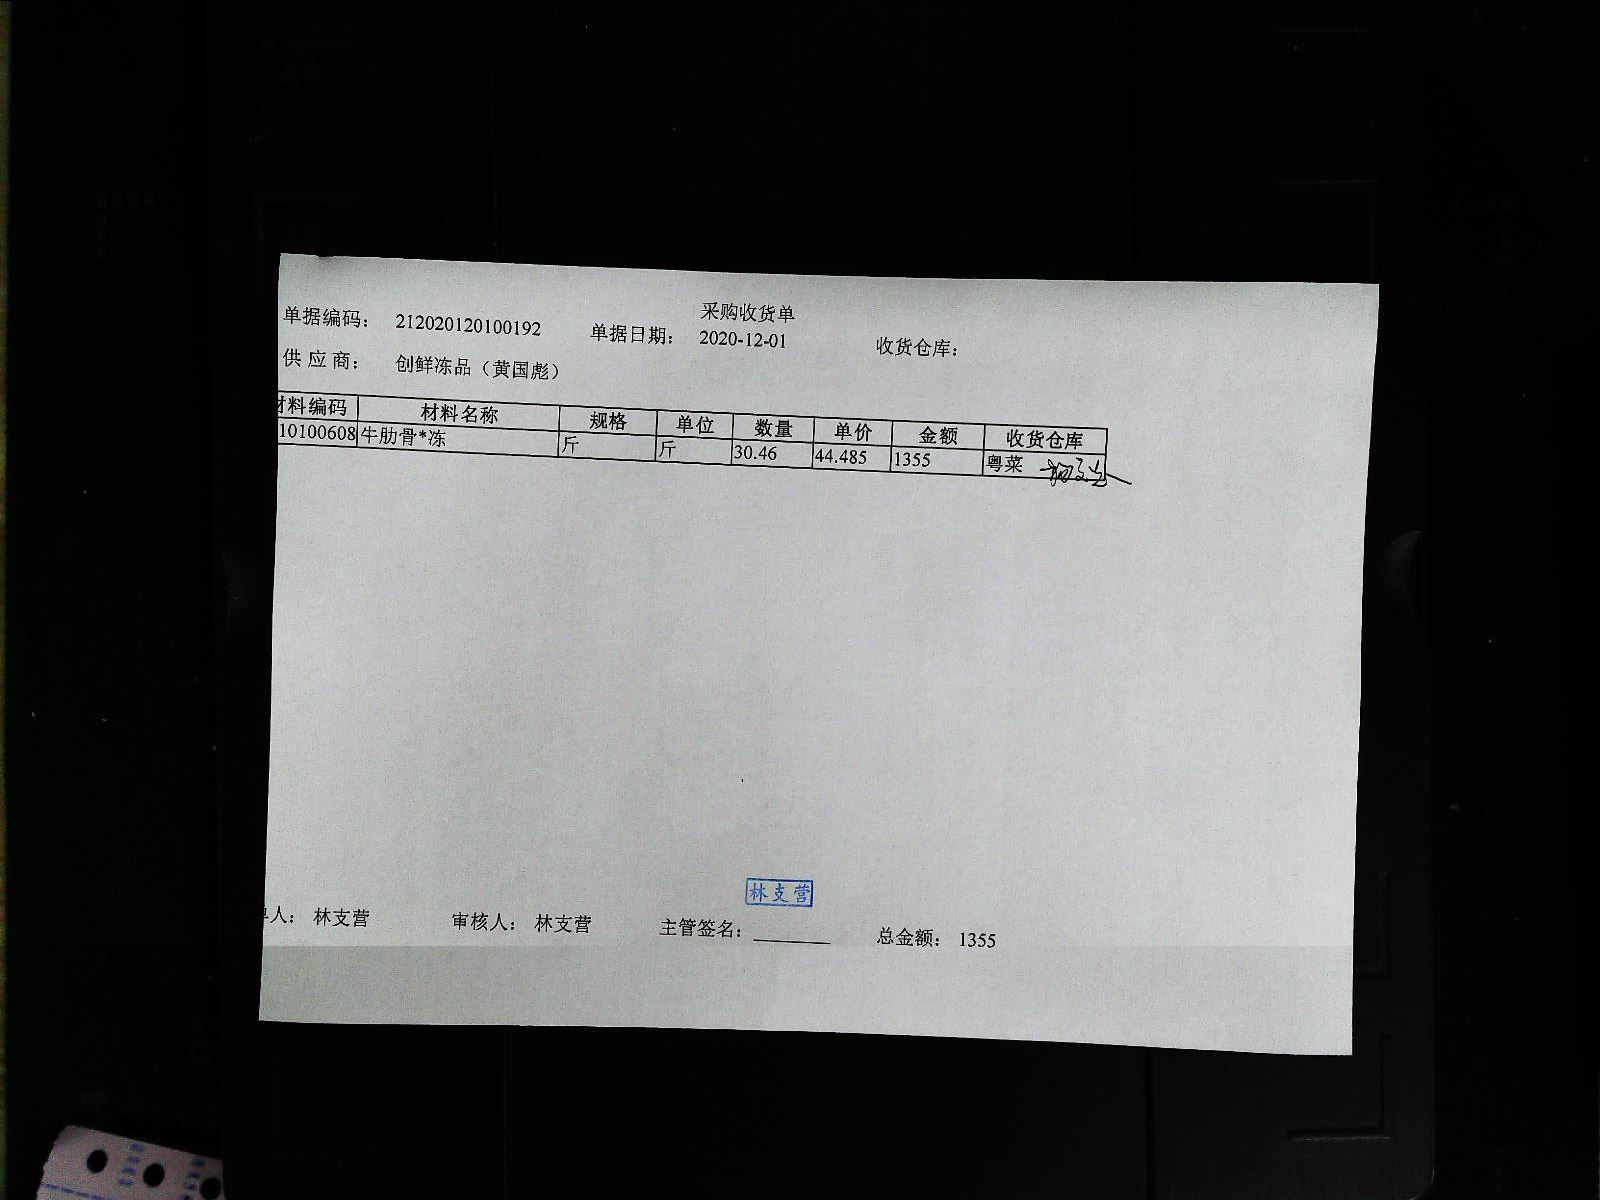 采购收货单
单据编码： 212020120100192 单据日期： 2020-12-01 收货仓库：
供 应 商： 创鲜冻品（黄国彪）
材料编码 材料名称 规格 单位 数量 单价 金额 收货仓库
10100608 牛肋骨*冻 斤 斤 30.46 44.485 1355 粤菜
林支营
单人： 林支营 审核人： 林支营 主管签名： 总金额： 1355